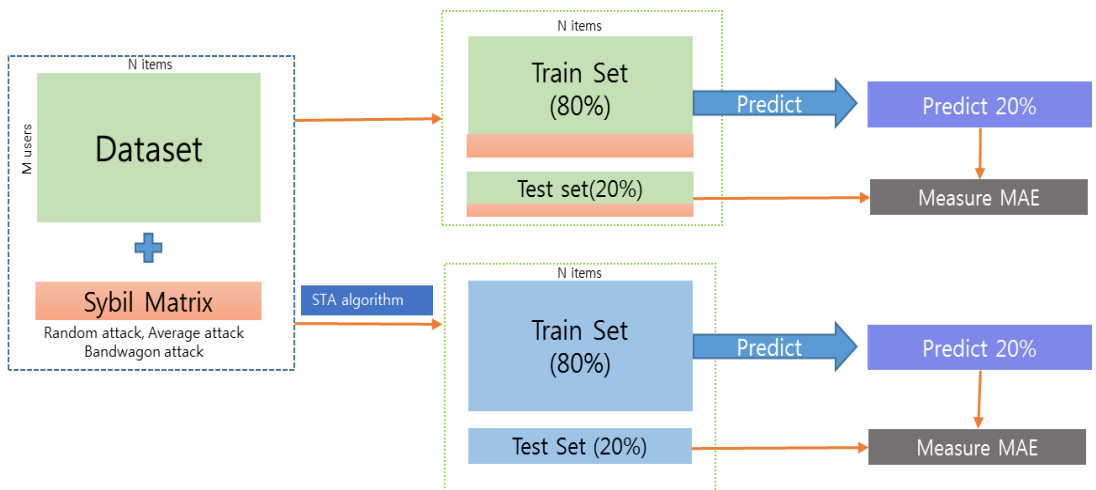 N items
M users
Dataset
Sybil Matrix
Random attack, Average attack
Bandwagon attack
N items
Train Set
(80%)
Test set(20%)
Predict
Predict 20%
Measure MAE
STA algorithm
N items
Train Set
(80%)
Test Set (20%)
Predict
Predict 20%
Measure MAE